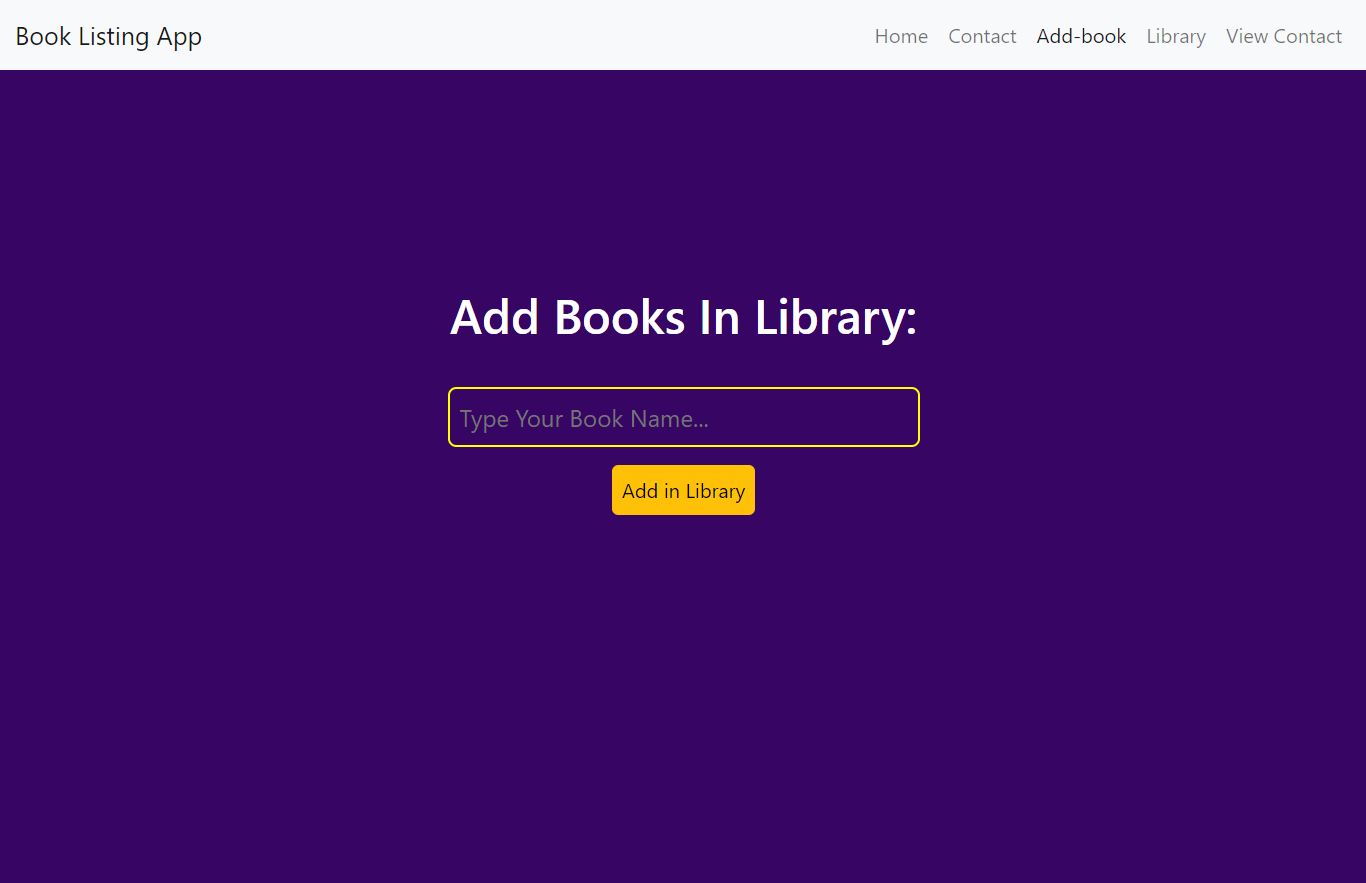 Book Listing App Home Contact Add-book Library View Contact
Add Books In Library:
Type Your Book Name...
Add in Library